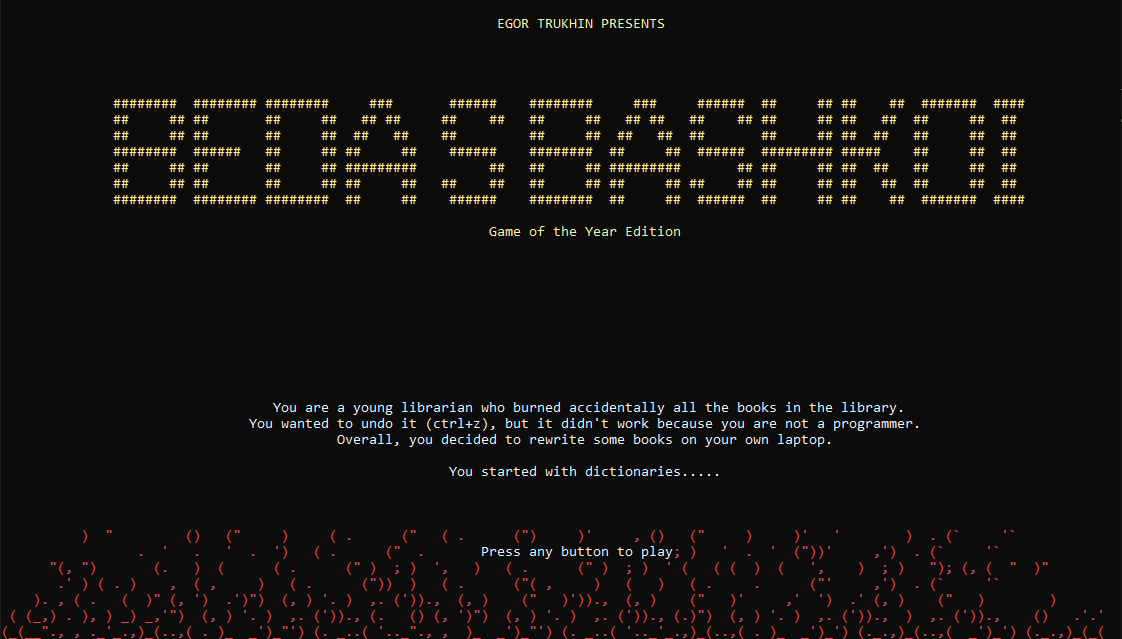 EGOR TRUKHIN PRESENTS
BEDA S BASHKOI
Game of the Year Edition
You are a young librarian who burned accidentally all the books in the library.
You wanted to undo it (ctrl+z), but it didn't work because you are not a programmer.
Overall, you decided to rewrite some books on your own laptop.
You started with dictionaries.....
Press any button to play